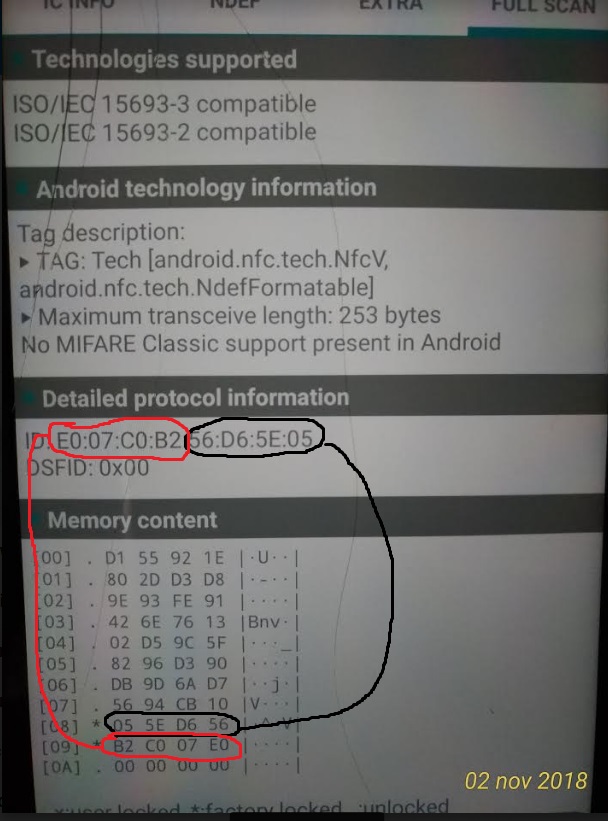 IC INFO NDEF EXTRA FULL SCAN
Technologies supported
ISO/IEC 15693-3 compatible
ISO/IEC 15693-2 compatible
Android technology information
Tag description:
▸ TAG: Tech [android.nfc.tech.NfcV,
android.nfc.tech.NdefFormatable]
▸ Maximum transceive length: 253 bytes
No MIFARE Classic support present in Android
Detailed protocol information
ID: E0:07:C0:B2:56:D6:5E:05
DSFID: 0x00
Memory content
[00] . D1 55 92 1E |·U··|
[01] . 80 2D D3 D8 |·-··|
[02] . 9E 93 FE 91 |····|
[03] . 42 6E 76 13 |Bnv·|
[04] . 02 D5 9C 5F |···_|
[05] . 82 96 D3 90 |····|
[06] . DB 9D 6A D7 |··j·|
[07] . 56 94 CB 10 |V···|
[08] * 05 5E D6 56 |·^·V|
[09] * B2 C0 07 E0 |····|
[0A] . 00 00 00 00 |····|
02 nov 2018
x:user locked, *:factory locked, .:unlocked